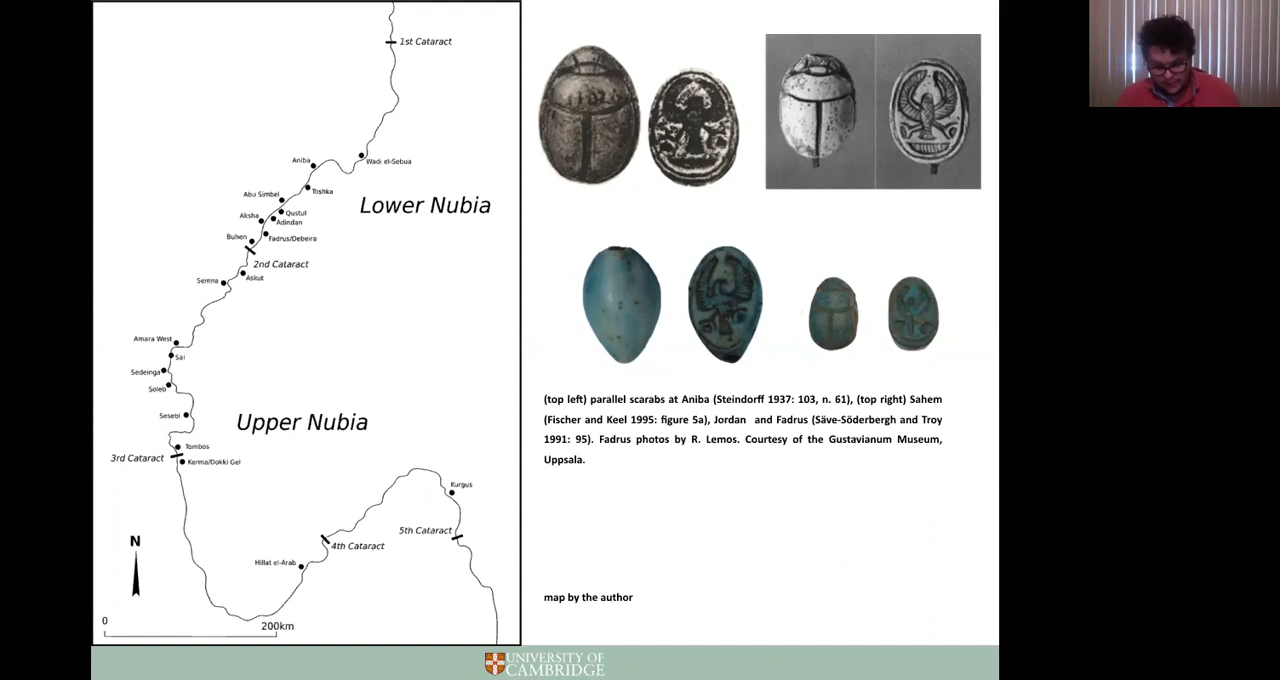 1st Cataract
Aniba
Wadi el-Sebua
Toshka
Abu Simbel
Lower Nubia
Qustul
Aksha
Adindan
Buhen
Fadrus/Debeira
2nd Cataract
Askut
Semna
Amara West
Sai
Sedeinga
Soleb
Sesebi
Upper Nubia
Tombos
3rd Cataract
Kerma/Dokki Gel
Kurgus
5th Cataract
4th Cataract
Hillat el-Arab
N
0
200km
(top left) parallel scarabs at Aniba (Steindorff 1937: 103, n. 61), (top right) Sahem
(Fischer and Keel 1995: figure 5a), Jordan and Fadrus (Säve-Söderbergh and Troy
1991: 95). Fadrus photos by R. Lemos. Courtesy of the Gustavianum Museum,
Uppsala.
map by the author
UNIVERSITY OF
CAMBRIDGE